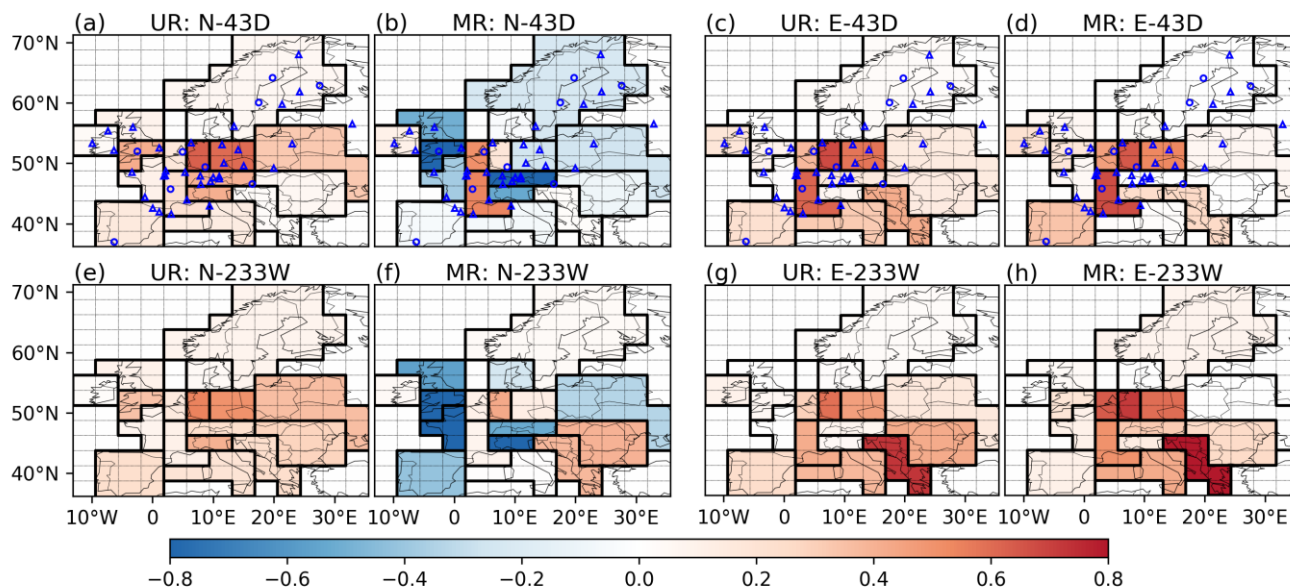 (a) UR: N-43D
(b) MR: N-43D
(c) UR: E-43D
(d) MR: E-43D
70°N
60°N
50°N
40°N
(e) UR: N-233W
(f) MR: N-233W
(g) UR: E-233W
(h) MR: E-233W
70°N
60°N
50°N
40°N
10°W 0 10°E 20°E 30°E
10°W 0 10°E 20°E 30°E
10°W 0 10°E 20°E 30°E
10°W 0 10°E 20°E 30°E
−0.8 −0.6 −0.4 −0.2 0.0 0.2 0.4 0.6 0.8